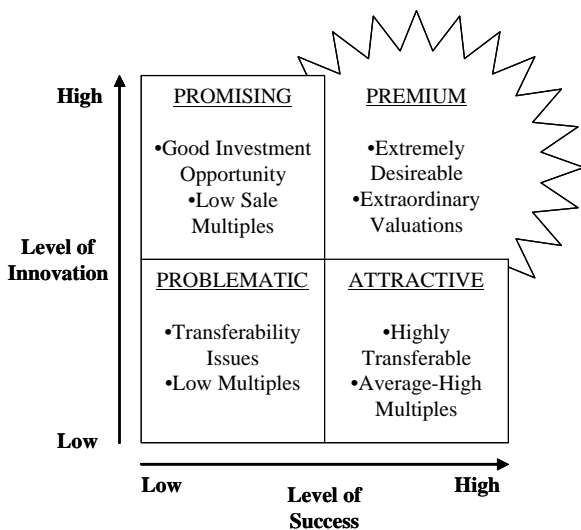 High
PROMISING
•Good Investment
Opportunity
•Low Sale
Multiples
PREMIUM
•Extremely
Desireable
•Extraordinary
Valuations
Level of
Innovation
PROBLEMATIC
•Transferability
Issues
•Low Multiples
ATTRACTIVE
•Highly
Transferable
•Average-High
Multiples
Low
Low
Level of
Success
High